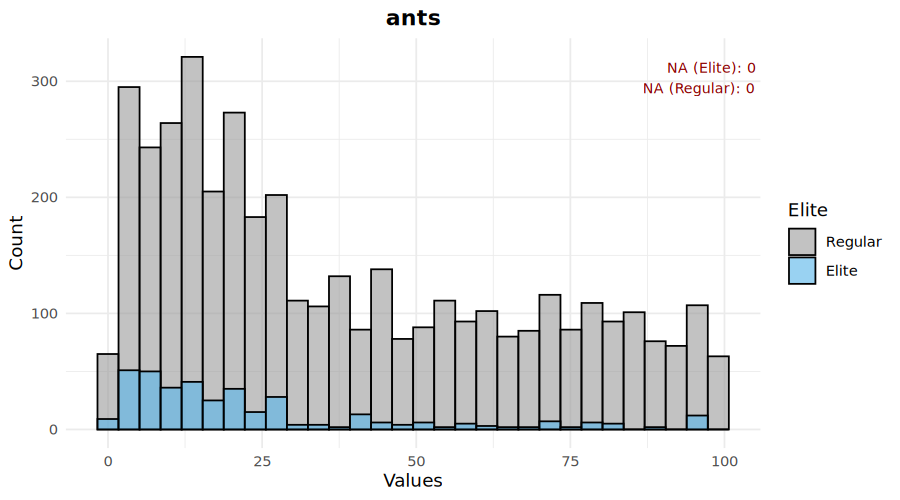 ants
NA (Elite): 0
NA (Regular): 0
300
200
100
0
Count
0 25 50 75 100
Values
Elite
Regular
Elite